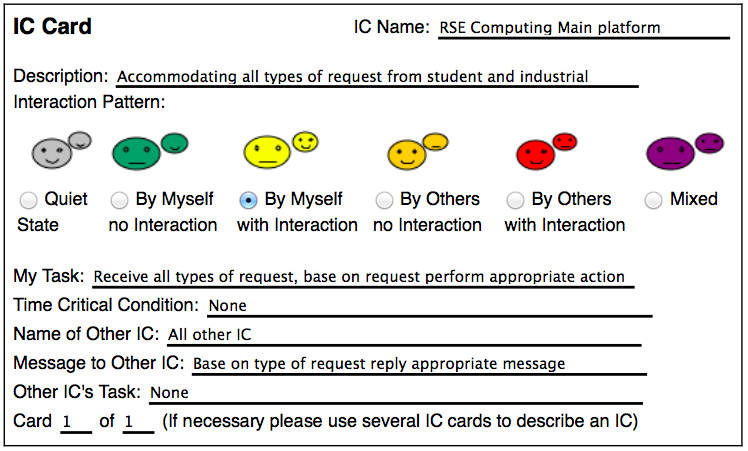 IC Card IC Name: RSE Computing Main platform
Description: Accommodating all types of request from student and industrial
Interaction Pattern:
Quiet State By Myself no Interaction By Myself with Interaction By Others no Interaction By Others with Interaction Mixed
My Task: Receive all types of request, base on request perform appropriate action
Time Critical Condition: None
Name of Other IC: All other IC
Message to Other IC: Base on type of request reply appropriate message
Other IC's Task: None
Card 1 of 1 (If necessary please use several IC cards to describe an IC)